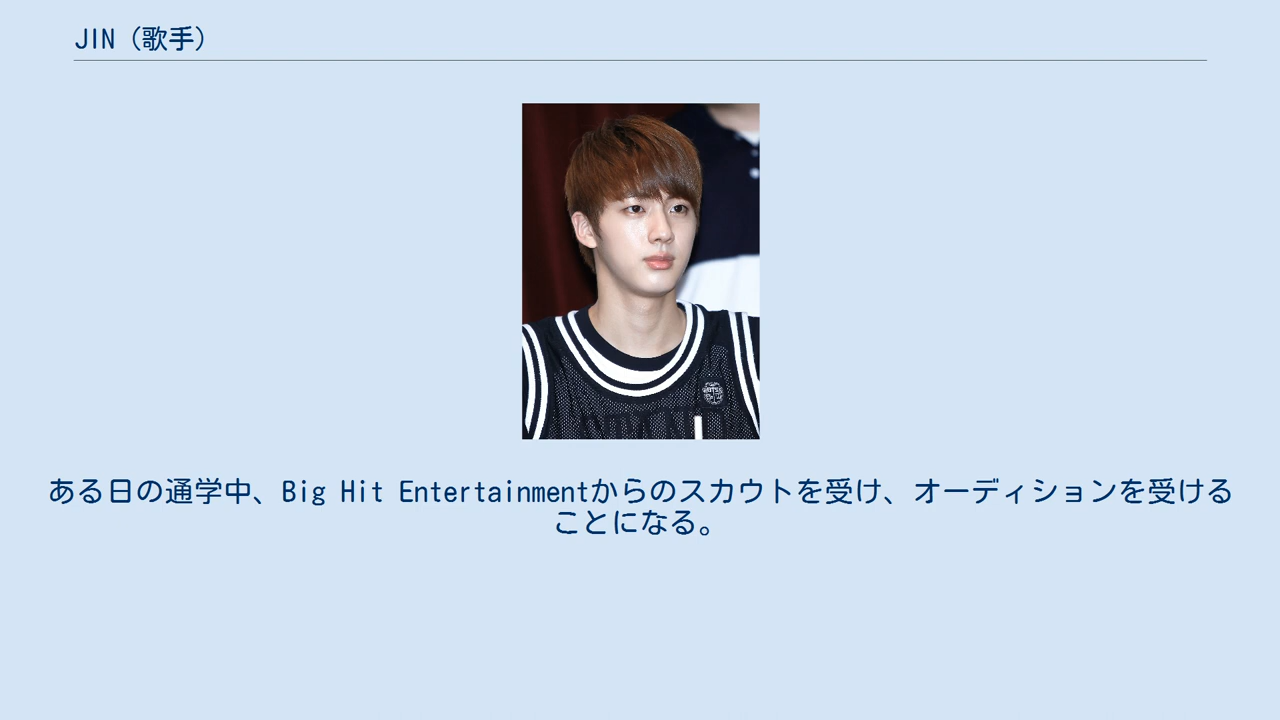 JIN（歌手）
ある日の通学中、Big Hit Entertainmentからのスカウトを受け、オーディションを受ける
ことになる。